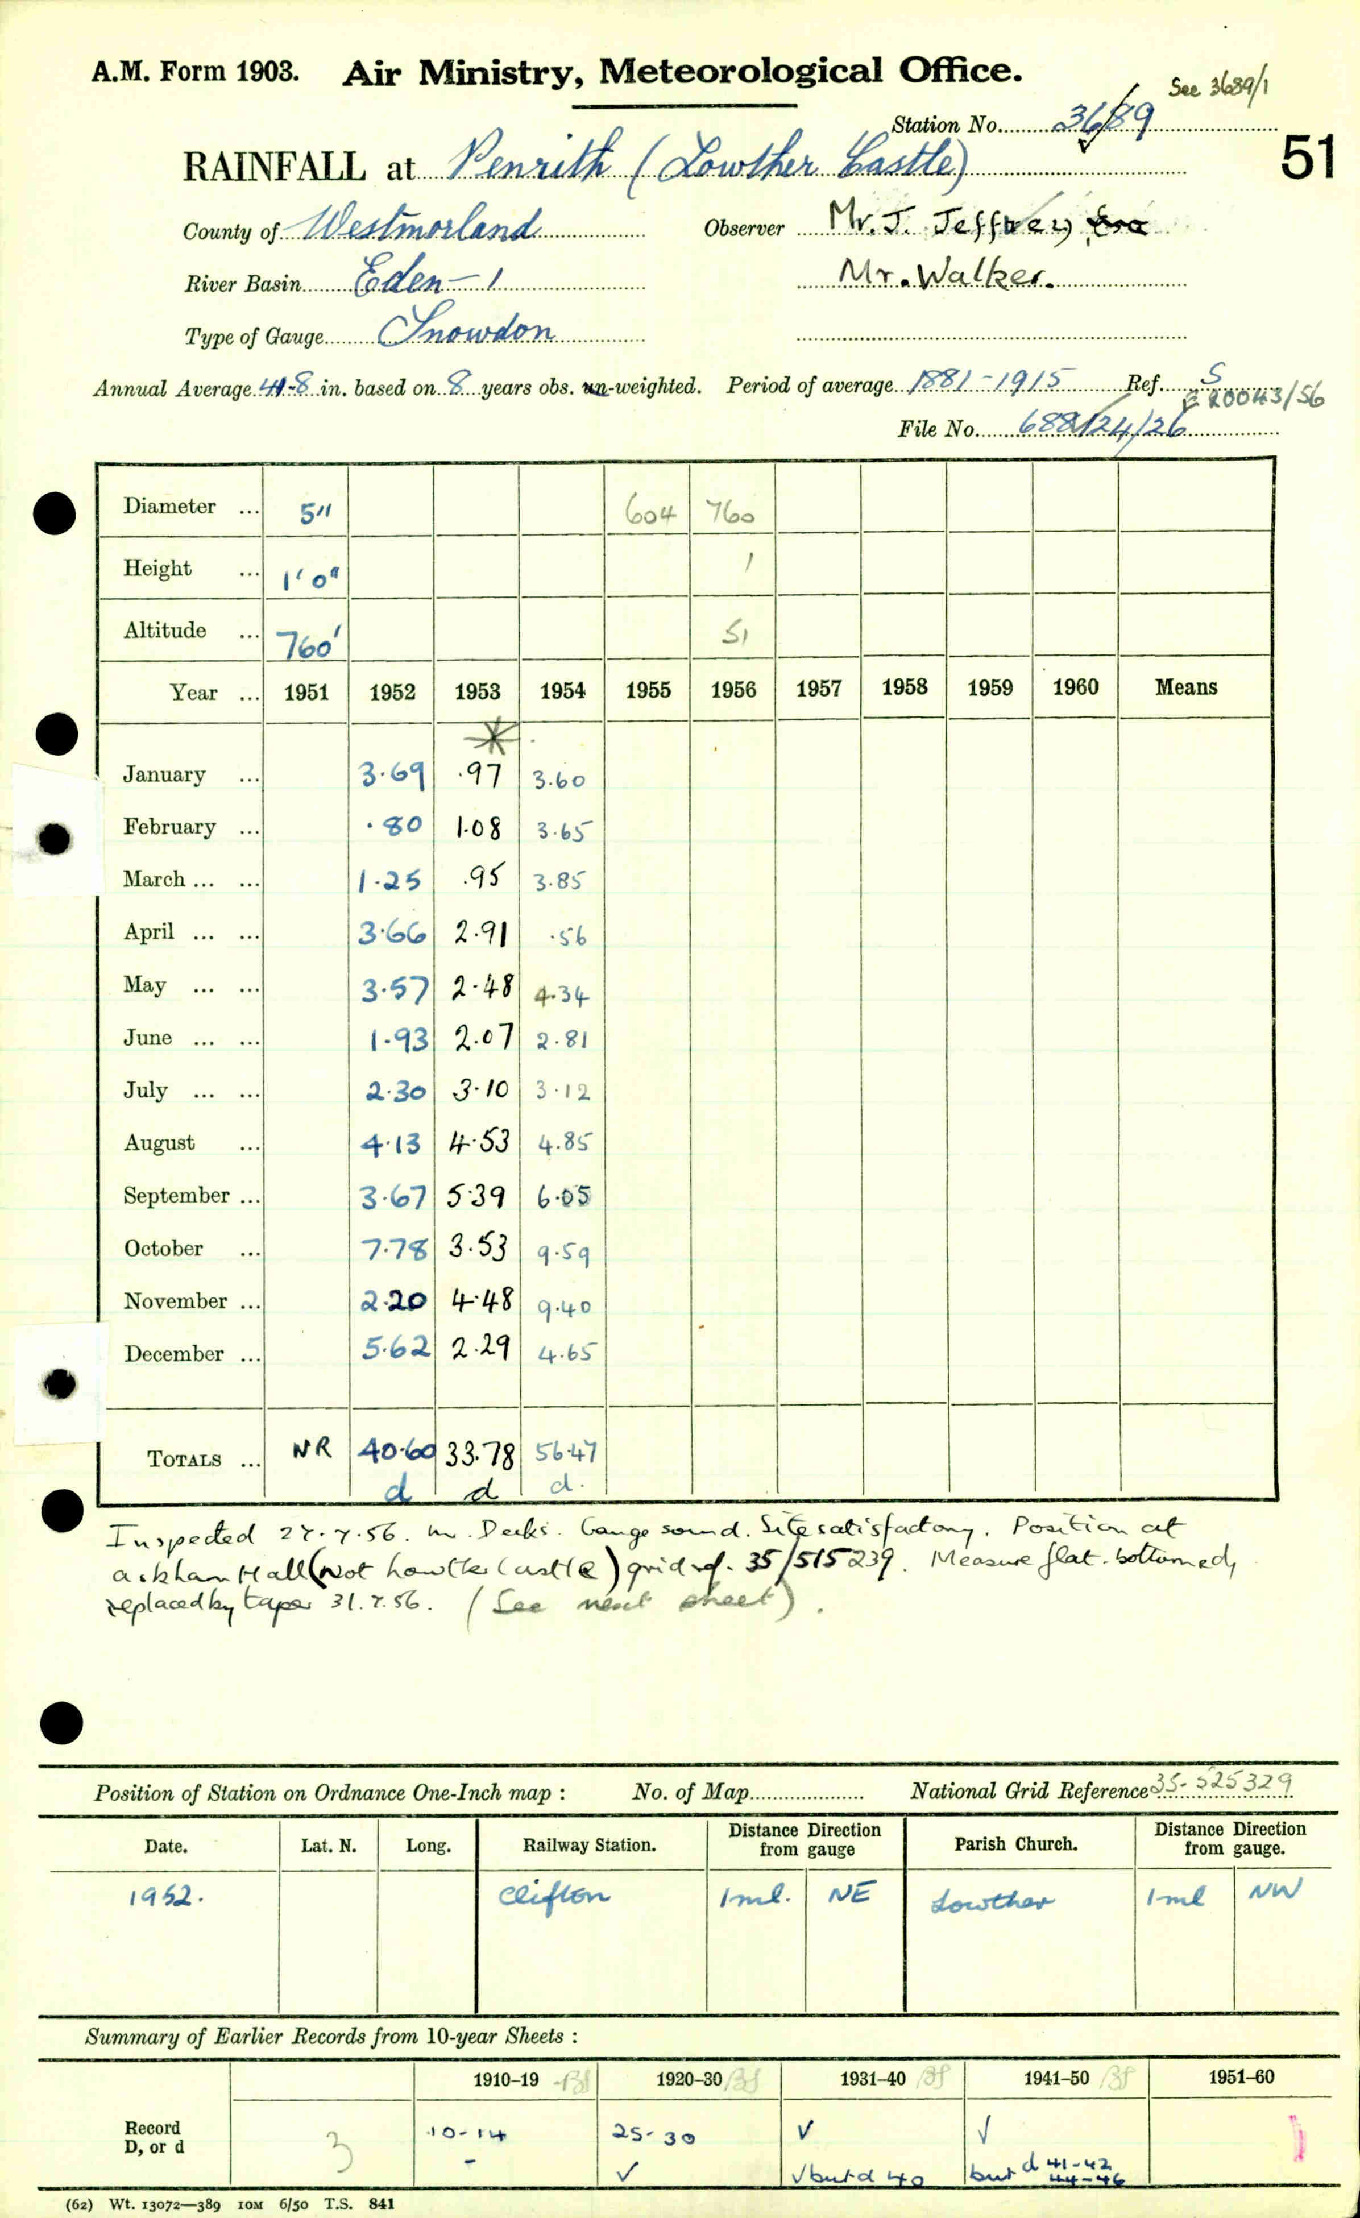 See 3689/1
A.M. Form 1903. Air Ministry, Meteorological Office.
Station No. 3689
51
RAINFALL at Penrith (Lowther Castle)
County of Westmorland Observer Mr. J. Jeffrey,
River Basin Eden-1 Mr. Walker.
Type of Gauge Snowdon
Annual Average 41-8 in. based on 8 years obs. un-weighted. Period of average 1881-1915 Ref. S
20043/56
File No. 688124/26
Diameter ... 5" 604 760
Height ... 1' 0" 1
Altitude ... 760' 51
Year ... 1951 1952 1953 1954 1955 1956 1957 1958 1959 1960 Means
*
January ... 3.69 .97 3.60
February ... .80 1.08 3.65
March ... ... 1.25 .95 3.85
April ... ... 3.66 2.91 .56
May ... ... 3.57 2.48 4.34
June ... ... 1.93 2.07 2.81
July ... ... 2.30 3.10 3.12
August ... 4.13 4.53 4.85
September ... 3.67 5.39 6.05
October ... 7.78 3.53 9.59
November ... 2.20 4.48 9.40
December ... 5.62 2.29 4.65
TOTALS ... NR 40.60 33.78 56.47
d d d.
Inspected 27.7.56. Gauge sound. Site satisfactory. Position at
Askham Hall (Not Lowther Castle) grid ref. 35/515239. Measure flat-bottomed,
replaced by taper 31.7.56. (See next sheet).
Position of Station on Ordnance One-Inch map : No. of Map National Grid Reference 35-525329
Date. Lat. N. Long. Railway Station. Distance Direction from gauge Parish Church. Distance Direction from gauge.
1952. Clifton 1 ml. NE Lowther 1 ml NW
Summary of Earlier Records from 10-year Sheets :
1910-19 1920-30 1931-40 1941-50 1951-60
Record D, or d 3 10-14 25-30 ✓ ✓
- ✓ ✓ but d 40 but d 41-42
44-46
(62) Wt. 13072—389 10M 6/50 T.S. 841